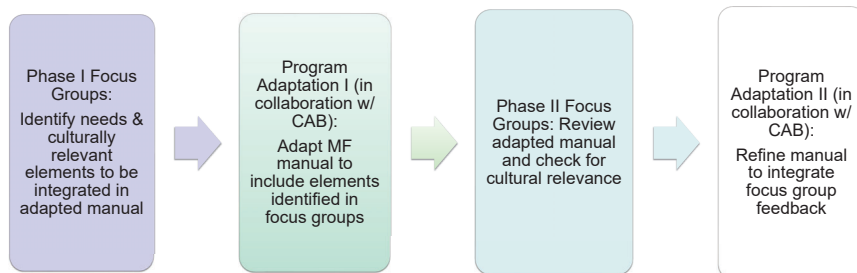 Phase I Focus
Groups:
Identify needs &
culturally
relevant
elements to be
integrated in
adapted manual
Program
Adaptation I (in
collaboration w/
CAB):
Adapt MF
manual to
include elements
identified in
focus groups
Phase II Focus
Groups: Review
adapted manual
and check for
cultural relevance
Program
Adaptation II (in
collaboration w/
CAB):
Refine manual
to integrate
focus group
feedback